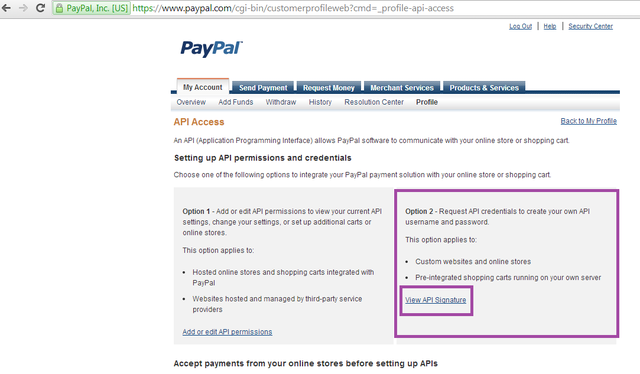 PayPal, Inc. [US] https://www.paypal.com/cgi-bin/customerprofileweb?cmd=_profile-api-access
Log Out | Help | Security Center
PayPal
My Account Send Payment Request Money Merchant Services Products & Services
Overview Add Funds Withdraw History Resolution Center Profile
API Access Back to My Profile
An API (Application Programming Interface) allows PayPal software to communicate with your online store or shopping cart.
Setting up API permissions and credentials
Choose one of the following options to integrate your PayPal payment solution with your online store or shopping cart.
Option 1 - Add or edit API permissions to view your current API
settings, change your settings, or set up additional carts or
online stores.
This option applies to:
• Hosted online stores and shopping carts integrated with
PayPal
• Websites hosted and managed by third-party service
providers
Add or edit API permissions
Option 2 - Request API credentials to create your own API
username and password.
This option applies to:
• Custom websites and online stores
• Pre-integrated shopping carts running on your own server
View API Signature
Accept payments from your online stores before setting up APIs